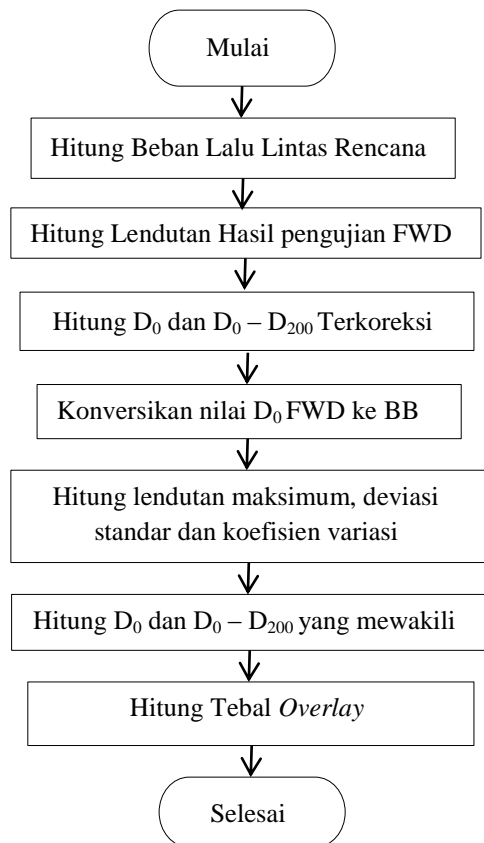 Mulai
Hitung Beban Lalu Lintas Rencana
Hitung Lendutan Hasil pengujian FWD
Hitung D₀ dan D₀ – D₂₀₀ Terkoreksi
Konversikan nilai D₀ FWD ke BB
Hitung lendutan maksimum, deviasi
standar dan koefisien variasi
Hitung D₀ dan D₀ – D₂₀₀ yang mewakili
Hitung Tebal Overlay
Selesai